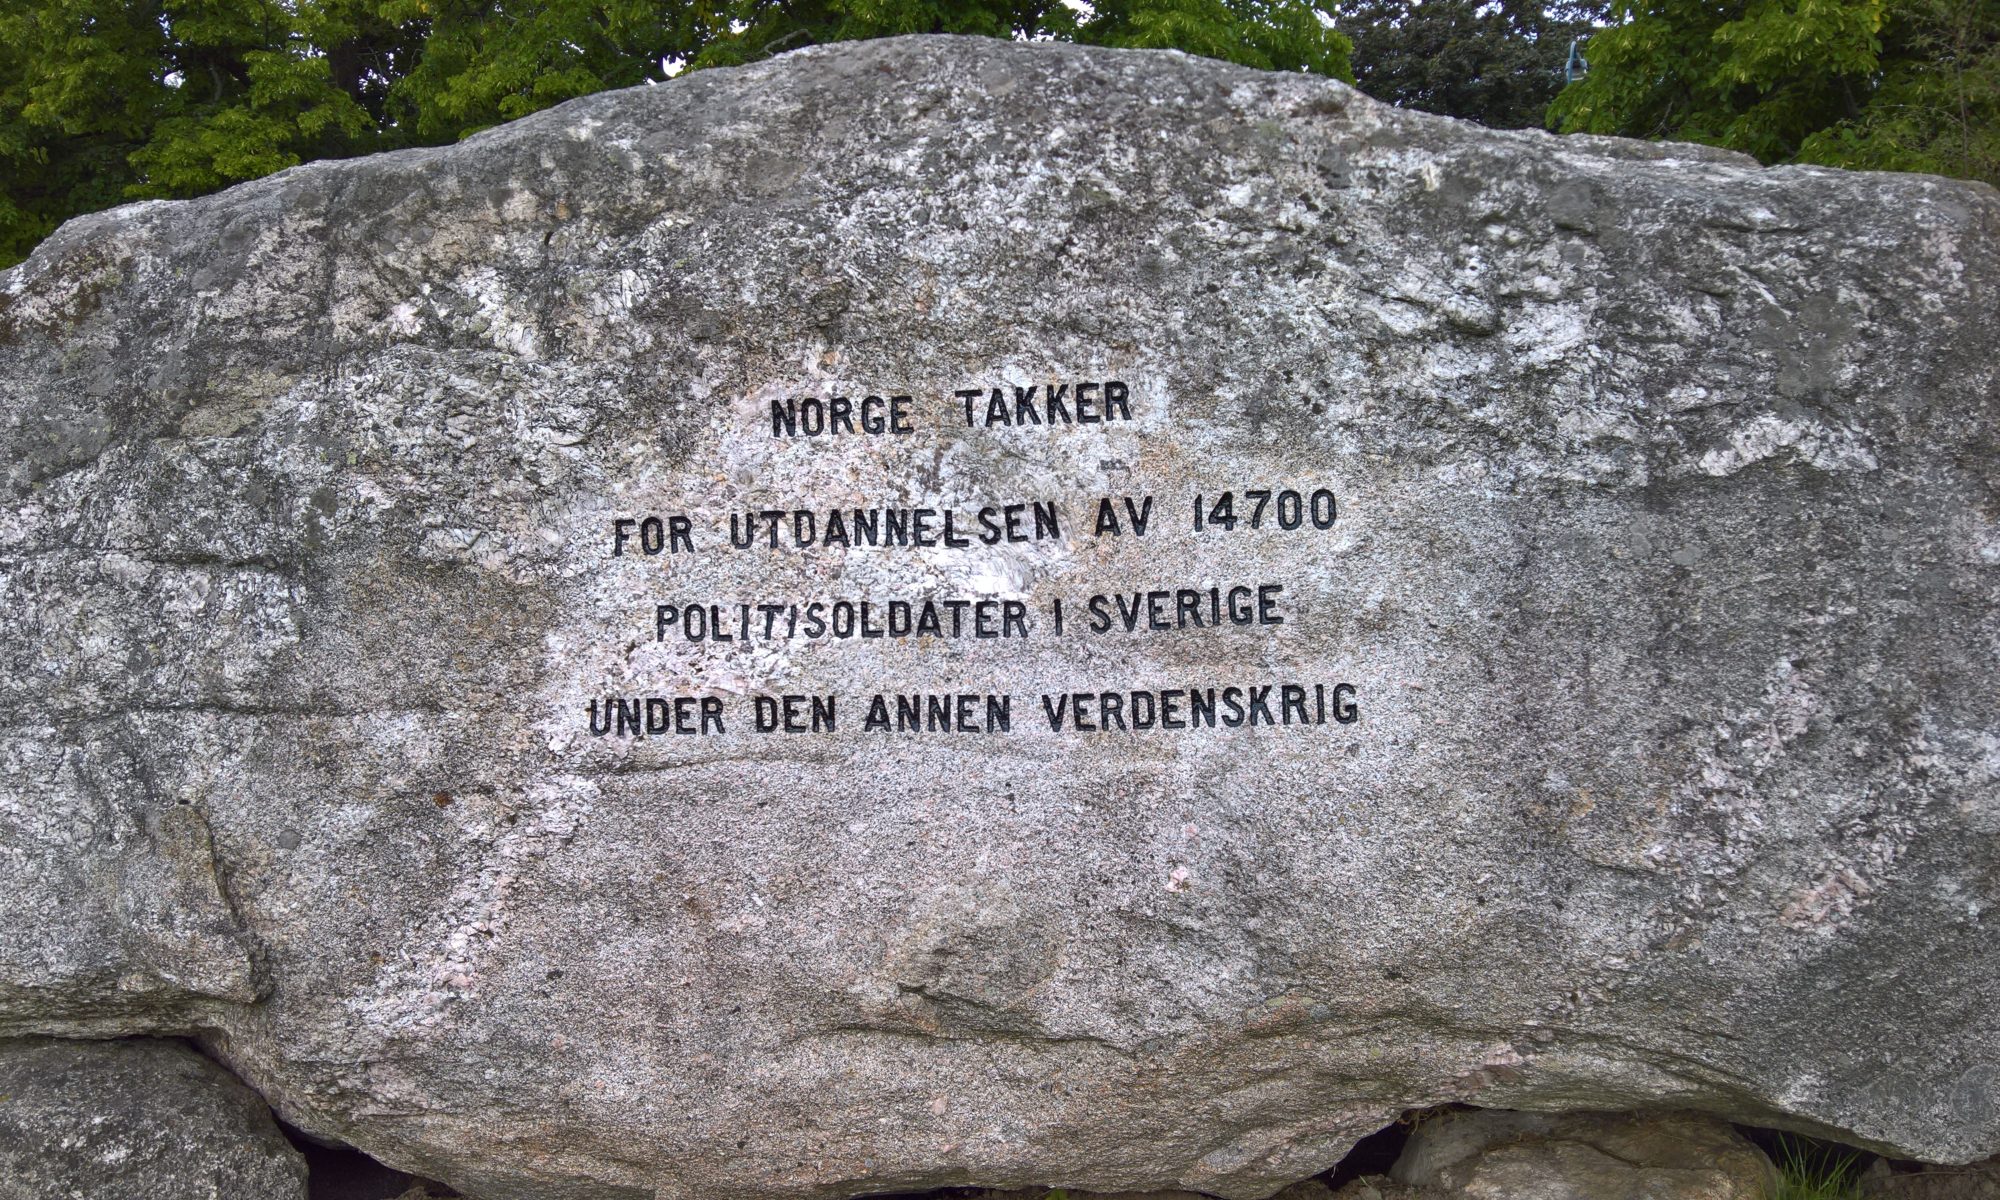 NORGE TAKKER
FOR UTDANNELSEN AV 14700
POLITISOLDATER I SVERIGE
UNDER DEN ANNEN VERDENSKRIG